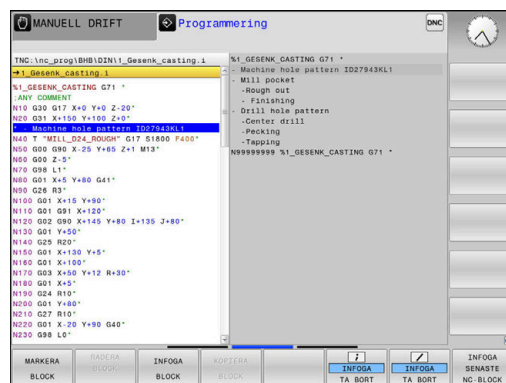 MANUELL DRIFT
Programmering
DNC
TNC:\nc_prog\BHB\DIN\1_Gesenk_casting.i
→1_Gesenk_casting.i
%1_GESENK_CASTING G71 *
;ANY COMMENT
N10 G30 G17 X+0 Y+0 Z-20*
N20 G31 X+150 Y+100 Z+0*
* - Machine hole pattern ID27943KL1
N40 T "MILL_D24_ROUGH" G17 S1800 F400*
N50 G00 G90 X-25 Y+65 Z+1 M13*
N60 G00 Z-5*
N70 G98 L1*
N80 G01 X+5 Y+80 G41*
N90 G26 R3*
N100 G01 X+15 Y+90*
N110 G01 G91 X+120*
N120 G02 G90 X+145 Y+80 I+135 J+80*
N130 G01 Y+50*
N140 G25 R20*
N150 G01 X+130 Y+5*
N160 G01 X+100*
N170 G03 X+50 Y+12 R+30*
N180 G01 X+5*
N190 G24 R10*
N200 G01 Y+80*
N210 G27 R10*
N220 G01 X-20 Y+90 G40*
N230 G98 L0*
%1_GESENK_CASTING G71 *
- Machine hole pattern ID27943KL1
- Mill pocket
-Rough out
- Finishing
- Drill hole pattern
-Center drill
-Pecking
-Tapping
N99999999 %1_GESENK_CASTING G71 *
MARKERA
BLOCK
RADERA
BLOCK
INFOGA
BLOCK
KOPIERA
BLOCK
;
INFOGA
TA BORT
/
INFOGA
TA BORT
INFOGA
SENASTE
NC-BLOCK